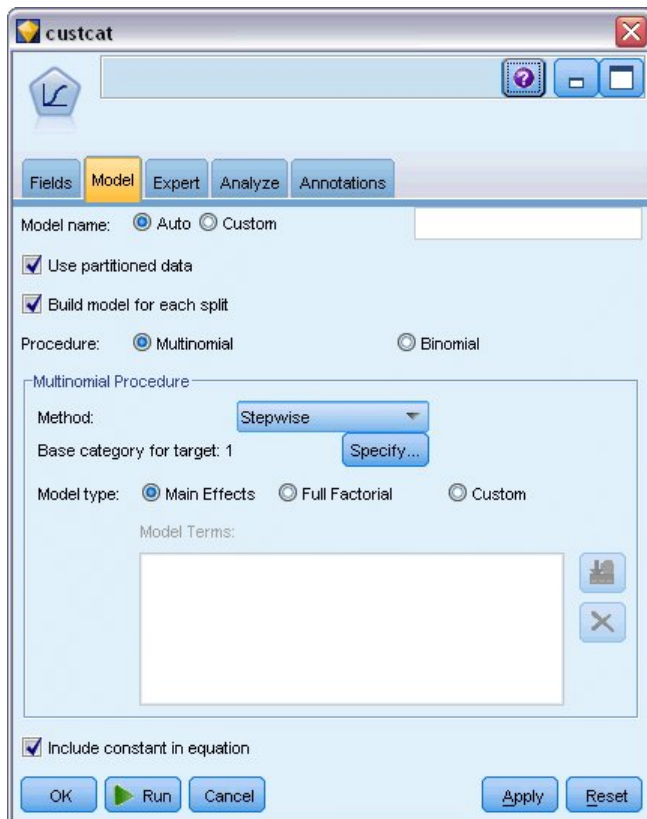 custcat
Fields Model Expert Analyze Annotations
Model name: Auto Custom
Use partitioned data
Build model for each split
Procedure: Multinomial Binomial
Multinomial Procedure
Method: Stepwise
Base category for target: 1 Specify...
Model type: Main Effects Full Factorial Custom
Model Terms:
Include constant in equation
OK Run Cancel Apply Reset